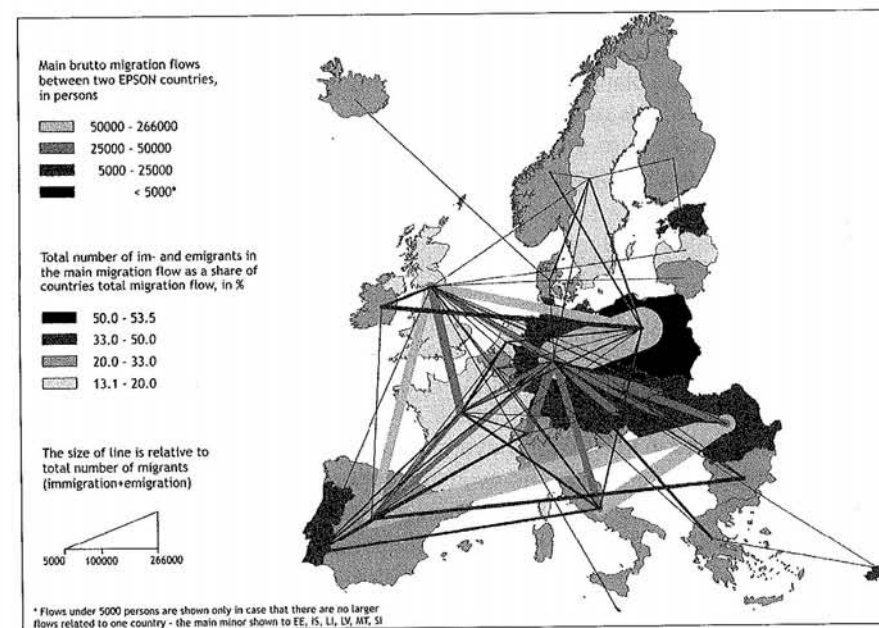 Main brutto migration flows
between two EPSON countries,
in persons
50000 - 266000
25000 - 50000
5000 - 25000
< 5000*
Total number of im- and emigrants in
the main migration flow as a share of
countries total migration flow, in %
50.0 - 53.5
33.0 - 50.0
20.0 - 33.0
13.1 - 20.0
The size of line is relative to
total number of migrants
(immigration+emigration)
5000 100000 266000
* Flows under 5000 persons are shown only in case that there are no larger
flows related to one country - the main minor shown to EE, IS, LI, LV, MT, SI